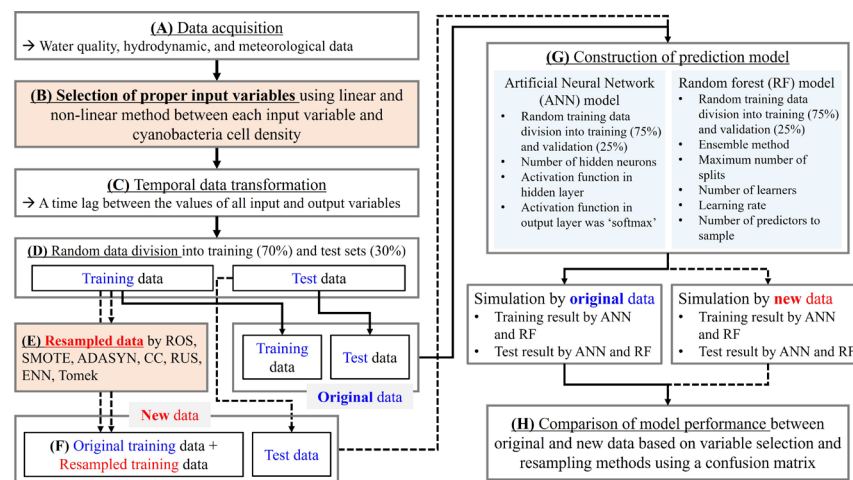 (A) Data acquisition
→ Water quality, hydrodynamic, and meteorological data
(B) Selection of proper input variables using linear and
non-linear method between each input variable and
cyanobacteria cell density
(C) Temporal data transformation
→ A time lag between the values of all input and output variables
(D) Random data division into training (70%) and test sets (30%)
Training data
Test data
(E) Resampled data by ROS,
SMOTE, ADASYN, CC, RUS,
ENN, Tomek
Training
data
Test data
Original data
New data
(F) Original training data +
Resampled training data
Test data
(G) Construction of prediction model
Artificial Neural Network
(ANN) model
• Random training data
division into training (75%)
and validation (25%)
• Number of hidden neurons
• Activation function in
hidden layer
• Activation function in
output layer was ‘softmax’
Random forest (RF) model
• Random training data
division into training (75%)
and validation (25%)
• Ensemble method
• Maximum number of
splits
• Number of learners
• Learning rate
• Number of predictors to
sample
Simulation by original data
• Training result by ANN
and RF
• Test result by ANN and RF
Simulation by new data
• Training result by ANN
and RF
• Test result by ANN and RF
(H) Comparison of model performance between
original and new data based on variable selection and
resampling methods using a confusion matrix